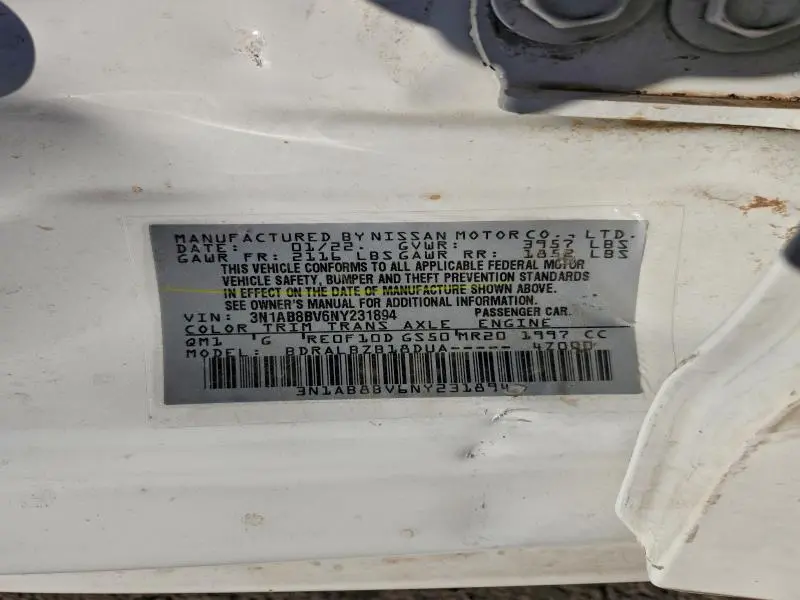 MANUFACTURED BY NISSAN MOTOR CO., LTD.
DATE: 01/22. GVWR: 3957 LBS
GAWR FR: 2116 LBS GAWR RR: 1852 LBS
THIS VEHICLE CONFORMS TO ALL APPLICABLE FEDERAL MOTOR
VEHICLE SAFETY, BUMPER AND THEFT PREVENTION STANDARDS
IN EFFECT ON THE DATE OF MANUFACTURE SHOWN ABOVE.
SEE OWNER'S MANUAL FOR ADDITIONAL INFORMATION.
VIN: 3N1AB8BV6NY231894 PASSENGER CAR.
COLOR TRIM TRANS AXLE ENGINE
QM1 'G RE0F10D GS50'MR20 1997 CC
MODEL: BDRALBZB18DUA-----
3N1AB8BV6NY231894